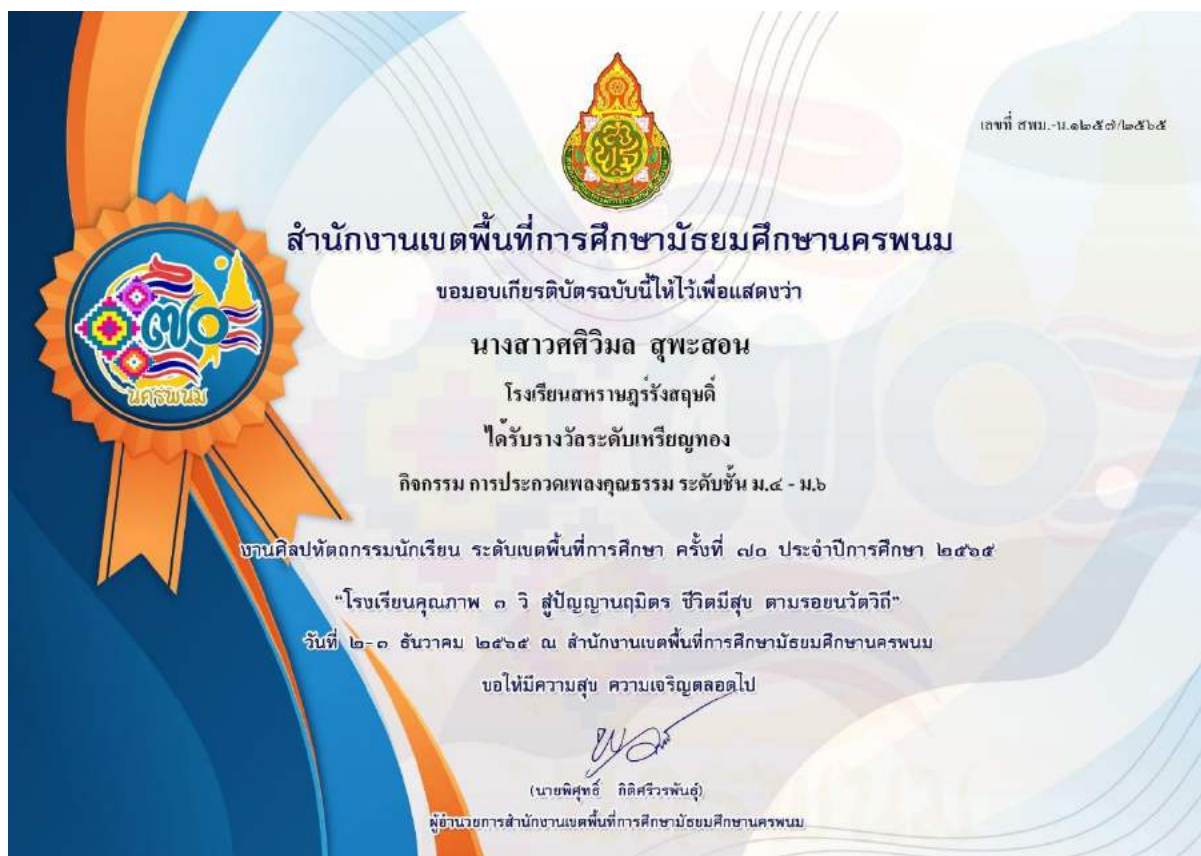 เลขที่ สพม.-น.๑๒๕๗/๒๕๖๕
สำนักงานเขตพื้นที่การศึกษามัธยมศึกษานครพนม
ขอมอบเกียรติบัตรฉบับนี้ให้ไว้เพื่อแสดงว่า
นางสาวศศิวิมล สุพะสอน
โรงเรียนสหราษฎร์รังสฤษดิ์
ได้รับรางวัลระดับเหรียญทอง
กิจกรรม การประกวดเพลงคุณธรรม ระดับชั้น ม.๔ - ม.๖
๗๐
นครพนม
งานศิลปหัตถกรรมนักเรียน ระดับเขตพื้นที่การศึกษา ครั้งที่ ๗๐ ประจำปีการศึกษา ๒๕๖๕
"โรงเรียนคุณภาพ ๓ วิ สู่ปัญญานฤมิตร ชีวิตมีสุข ตามรอยนวัตวิถี"
วันที่ ๒-๓ ธันวาคม ๒๕๖๕ ณ สำนักงานเขตพื้นที่การศึกษามัธยมศึกษานครพนม
ขอให้มีความสุข ความเจริญตลอดไป
(นายพิศุทธิ์ กิติศรีวรพันธุ์)
ผู้อำนวยการสำนักงานเขตพื้นที่การศึกษามัธยมศึกษานครพนม